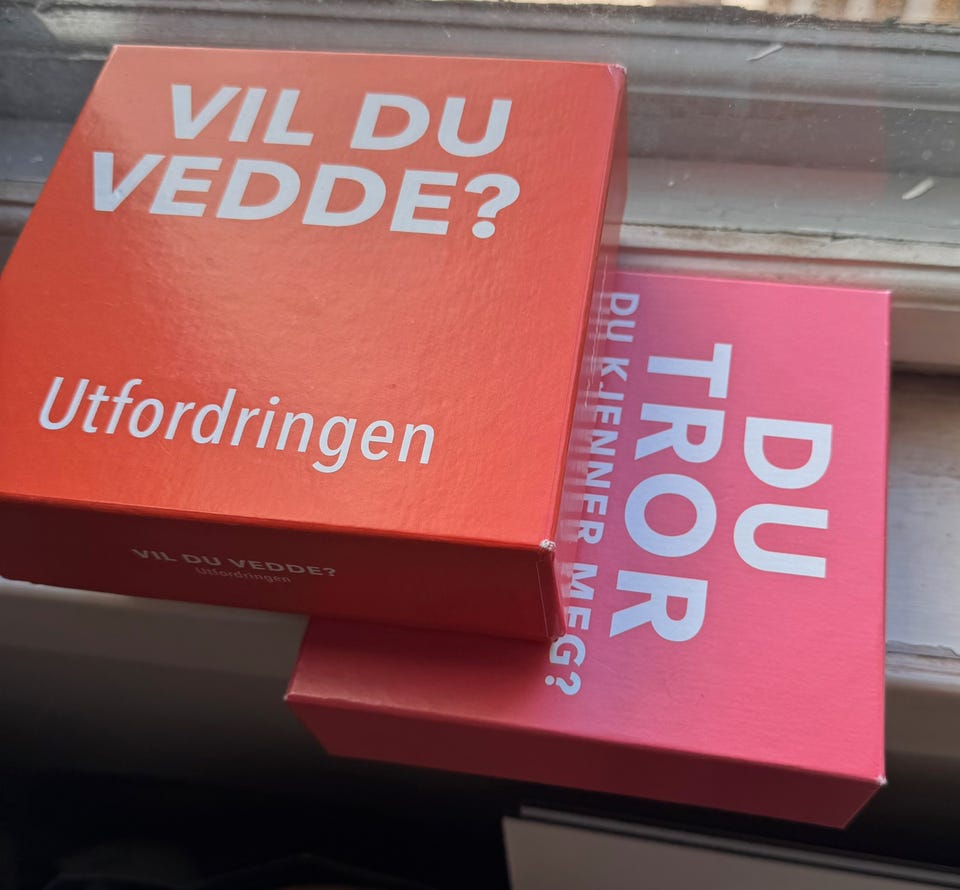 VIL DU
VEDDE?
Utfordringen
VIL DU VEDDE?
Utfordringen
DU
TROR
DU KJENNER MEG?